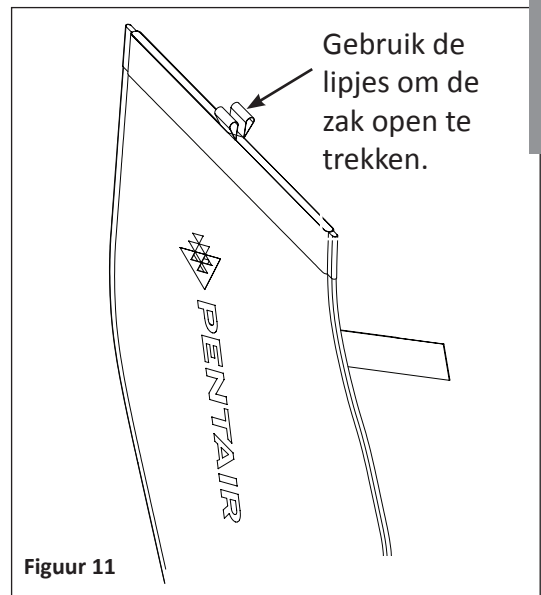 Gebruik de
lipjes om de
zak open te
trekken.
PENTAIR
Figuur 11